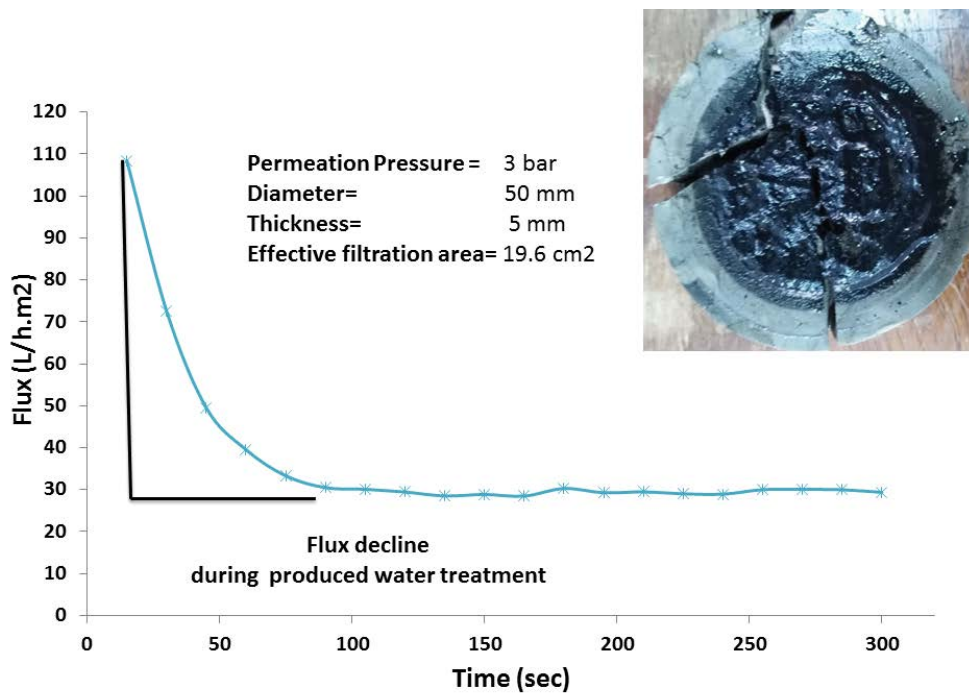 120
110
100
90
80
70
60
50
40
30
20
10
0
Flux (L/h.m2)
Permeation Pressure = 3 bar
Diameter= 50 mm
Thickness= 5 mm
Effective filtration area= 19.6 cm2
Flux decline
during produced water treatment
0 50 100 150 200 250 300
Time (sec)